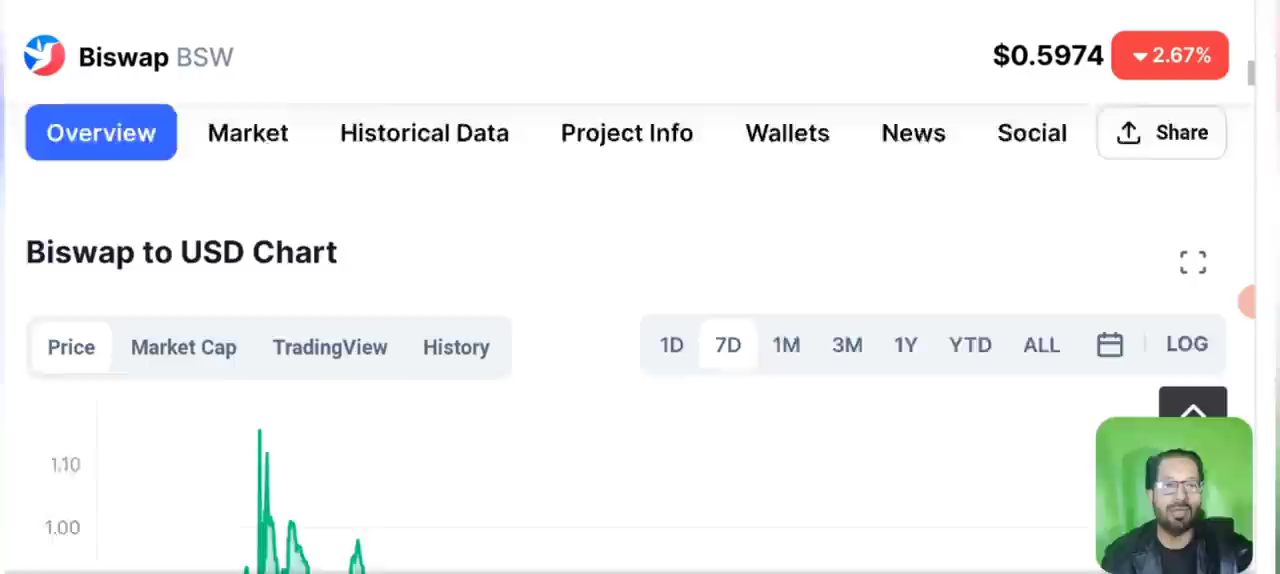 Biswap BSW $0.5974 2.67%
Overview Market Historical Data Project Info Wallets News Social Share
Biswap to USD Chart
Price Market Cap TradingView History 1D 7D 1M 3M 1Y YTD ALL LOG
1.10
1.00